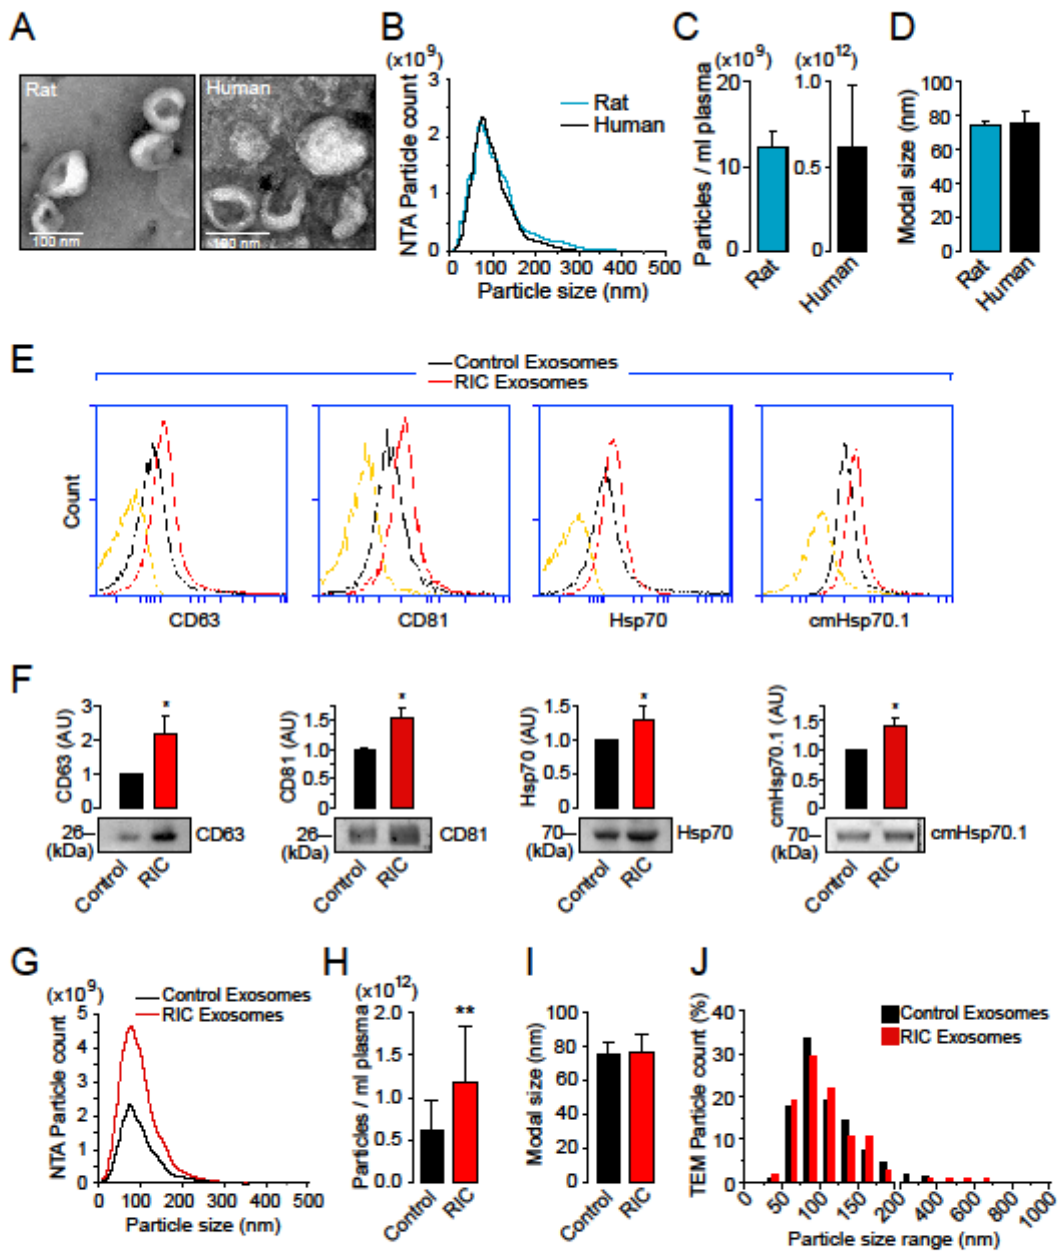 A
Rat
100 nm
Human
100 nm
B
(x10⁹)
NTA Particle count
3
2
1
0
Rat
Human
0 100 200 300 400 500
Particle size (nm)
C
(x10⁹)
Particles / ml plasma
20
10
0
Rat
(x10¹²)
1.0
0.5
0
Human
D
Modal size (nm)
100
80
60
40
20
0
Rat
Human
E
Control Exosomes
RIC Exosomes
Count
CD63
CD81
Hsp70
cmHsp70.1
F
CD63 (AU)
3
2
1
0
*
26–
(kDa)
CD63
Control
RIC
CD81 (AU)
1.5
1.0
0.5
0
*
26–
(kDa)
CD81
Control
RIC
Hsp70 (AU)
1.5
1.0
0.5
0
*
70–
(kDa)
Hsp70
Control
RIC
cmHsp70.1 (AU)
1.5
1.0
0.5
0
*
70–
(kDa)
cmHsp70.1
Control
RIC
G
(x10⁹)
NTA Particle count
5
4
3
2
1
0
Control Exosomes
RIC Exosomes
0 100 200 300 400 500
Particle size (nm)
H
(x10¹²)
Particles / ml plasma
2.0
1.5
1.0
0.5
0
**
Control
RIC
I
Modal size (nm)
100
80
60
40
20
0
Control
RIC
J
TEM Particle count (%)
40
30
20
10
0
Control Exosomes
RIC Exosomes
0 50 100 150 200 400 600 1000
Particle size range (nm)